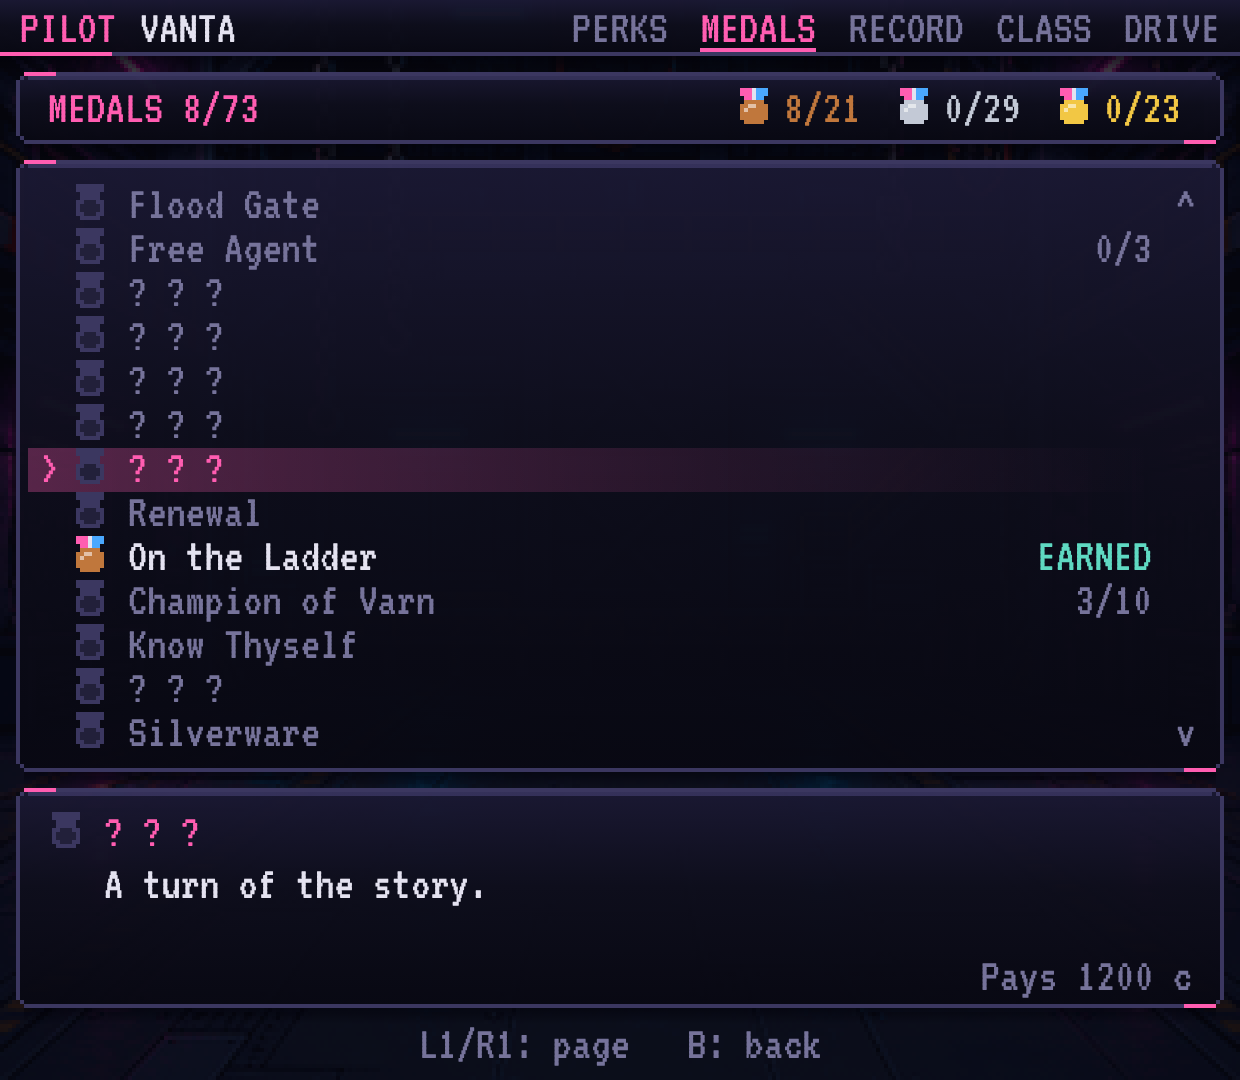 PILOT VANTA PERKS MEDALS RECORD CLASS DRIVE
MEDALS 8/73 8/21 0/29 0/23
Flood Gate ^
Free Agent 0/3
? ? ?
? ? ?
? ? ?
? ? ?
> ? ? ?
Renewal
On the Ladder EARNED
Champion of Varn 3/10
Know Thyself
? ? ?
Silverware v
? ? ?
A turn of the story.
Pays 1200 c
L1/R1: page B: back